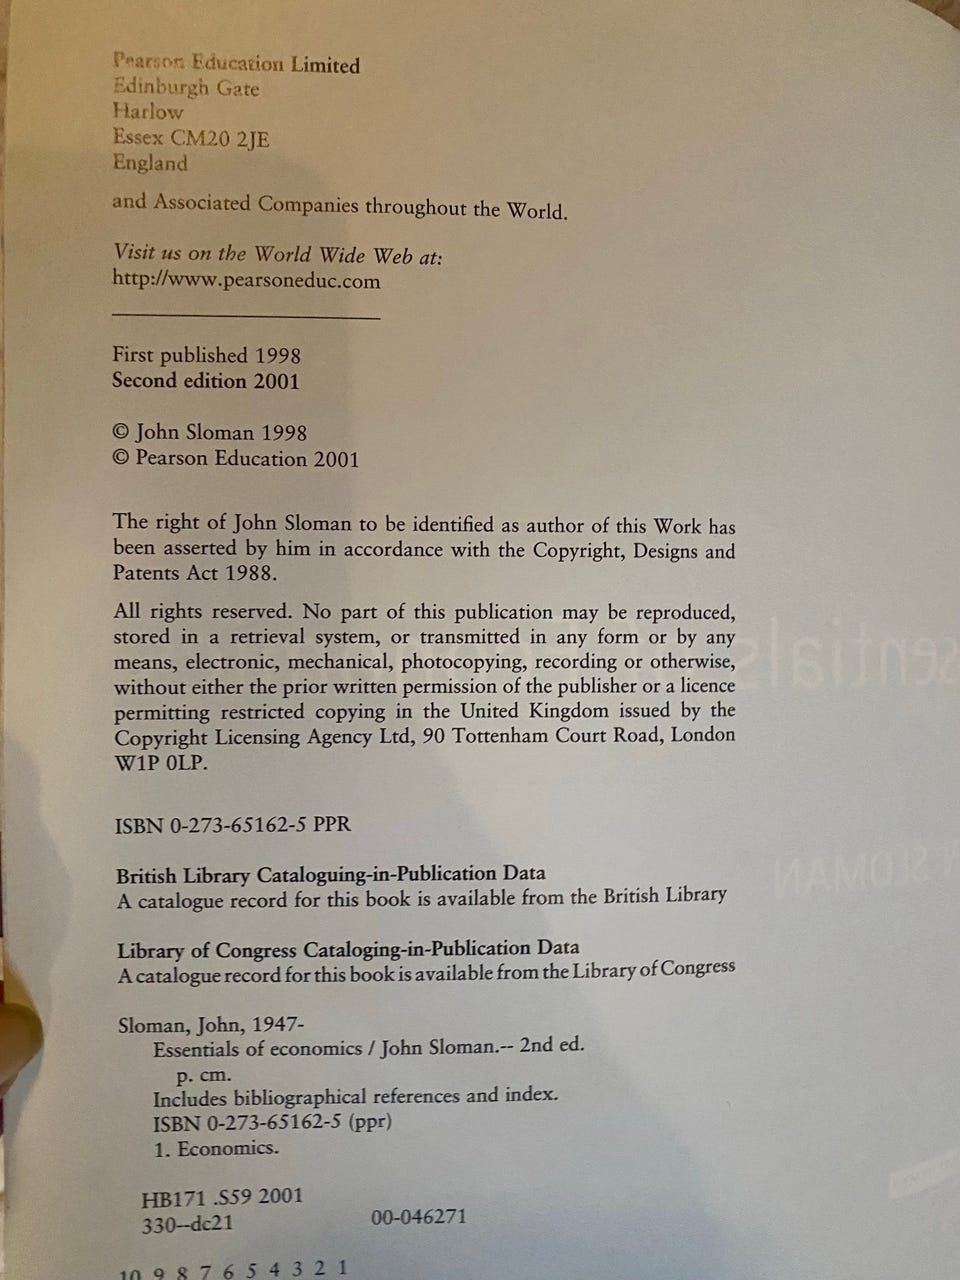 Pearson Education Limited
Edinburgh Gate
Harlow
Essex CM20 2JE
England
and Associated Companies throughout the World.
Visit us on the World Wide Web at:
http://www.pearsoneduc.com
First published 1998
Second edition 2001
© John Sloman 1998
© Pearson Education 2001
The right of John Sloman to be identified as author of this Work has
been asserted by him in accordance with the Copyright, Designs and
Patents Act 1988.
All rights reserved. No part of this publication may be reproduced,
stored in a retrieval system, or transmitted in any form or by any
means, electronic, mechanical, photocopying, recording or otherwise,
without either the prior written permission of the publisher or a licence
permitting restricted copying in the United Kingdom issued by the
Copyright Licensing Agency Ltd, 90 Tottenham Court Road, London
W1P 0LP.
ISBN 0-273-65162-5 PPR
British Library Cataloguing-in-Publication Data
A catalogue record for this book is available from the British Library
Library of Congress Cataloging-in-Publication Data
A catalogue record for this book is available from the Library of Congress
Sloman, John, 1947-
Essentials of economics / John Sloman.-- 2nd ed.
p. cm.
Includes bibliographical references and index.
ISBN 0-273-65162-5 (ppr)
1. Economics.
HB171 .S59 2001
330--dc21 00-046271
10 9 8 7 6 5 4 3 2 1